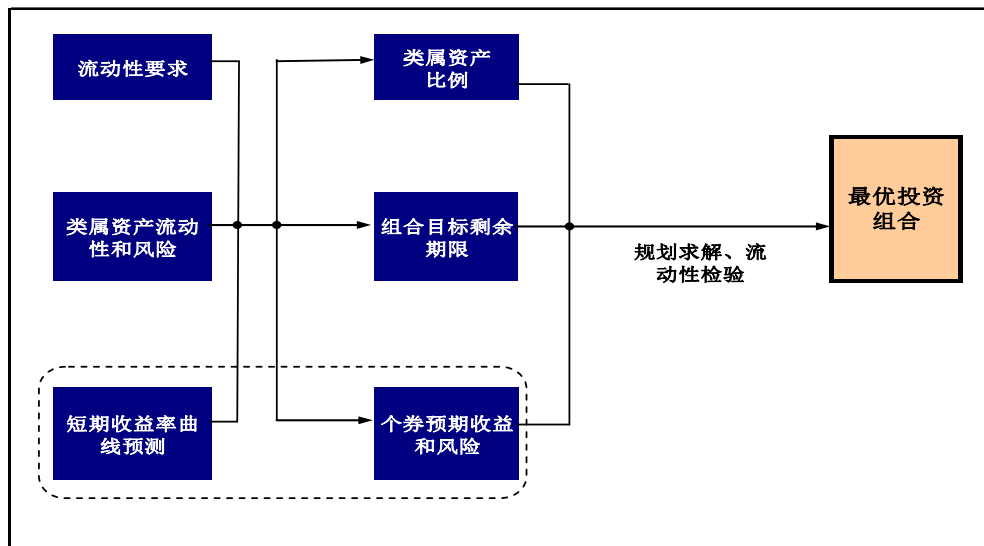 流动性要求
类属资产
比例
类属资产流动
性和风险
组合目标剩余
期限
最优投资
组合
规划求解、流
动性检验
短期收益率曲
线预测
个券预期收益
和风险